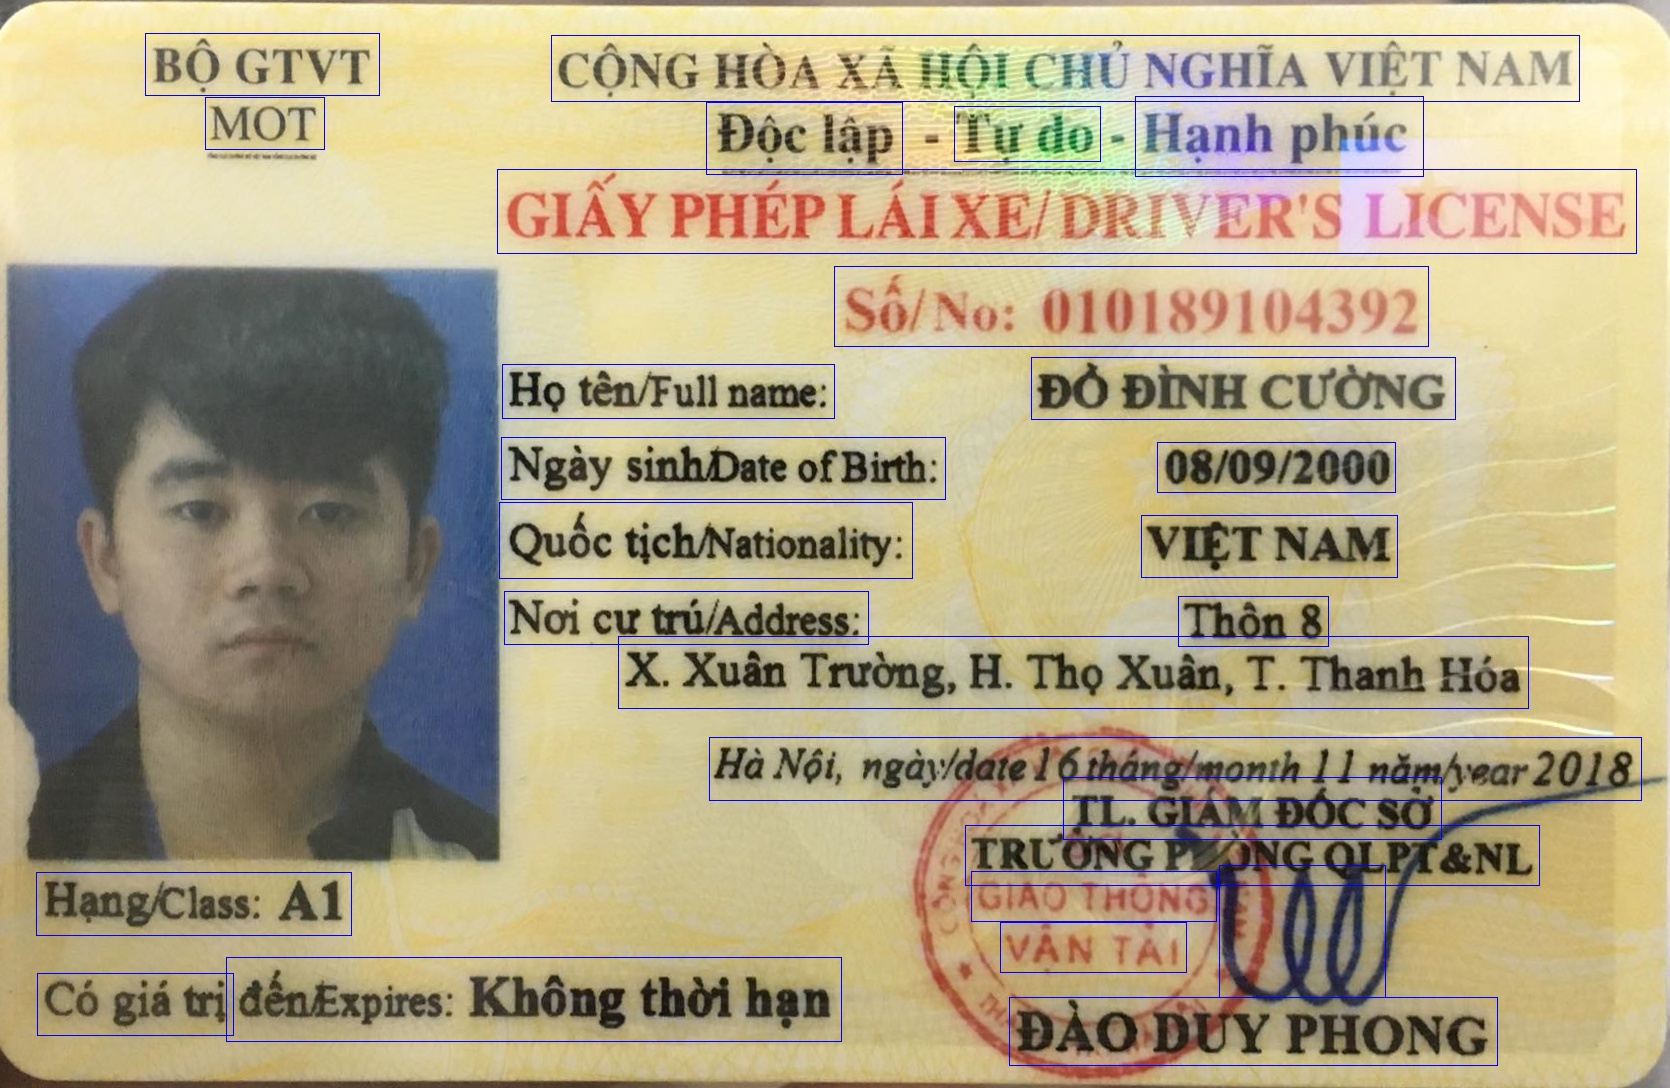 BỘ GTVT
MOT
CỘNG HÒA XÃ HỘI CHỦ NGHĨA VIỆT NAM
Độc lập - Tự do - Hạnh phúc
GIẤY PHÉP LÁI XE/ DRIVER'S LICENSE
Số/No: 010189104392
Họ tên/Full name: ĐỖ ĐÌNH CƯỜNG
Ngày sinh/Date of Birth: 08/09/2000
Quốc tịch/Nationality: VIỆT NAM
Nơi cư trú/Address: Thôn 8
X. Xuân Trường, H. Thọ Xuân, T. Thanh Hóa
Hà Nội, ngày/date 16 tháng/month 11 năm/year 2018
TL. GIÁM ĐỐC SỞ
TRƯỞNG PHÒNG QLPT&NL
GIAO THÔNG
VẬN TẢI
ĐÀO DUY PHONG
Hạng/Class: A1
Có giá trị đến/Expires: Không thời hạn